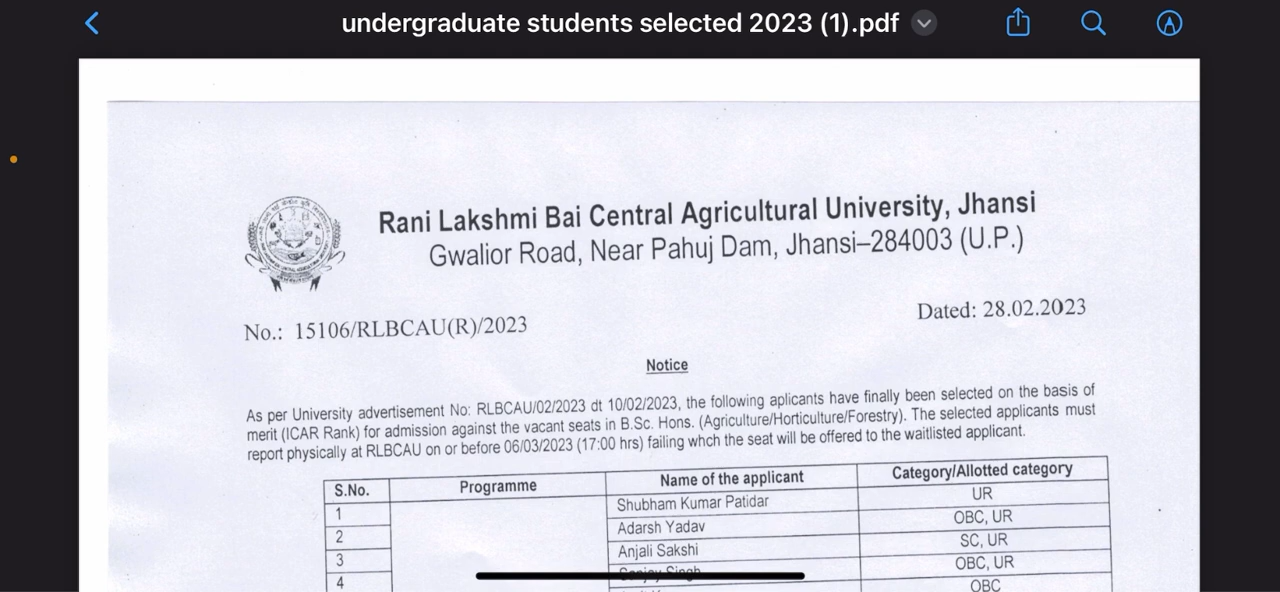 undergraduate students selected 2023 (1).pdf
Rani Lakshmi Bai Central Agricultural University, Jhansi
Gwalior Road, Near Pahuj Dam, Jhansi–284003 (U.P.)
No.: 15106/RLBCAU(R)/2023
Dated: 28.02.2023
Notice
As per University advertisement No: RLBCAU/02/2023 dt 10/02/2023, the following aplicants have finally been selected on the basis of
merit (ICAR Rank) for admission against the vacant seats in B.Sc. Hons. (Agriculture/Horticulture/Forestry). The selected applicants must
report physically at RLBCAU on or before 06/03/2023 (17:00 hrs) failing whch the seat will be offered to the waitlisted applicant.
S.No. Programme Name of the applicant Category/Allotted category
1 Shubham Kumar Patidar UR
2 Adarsh Yadav OBC, UR
3 Anjali Sakshi SC, UR
4 Sanjay Singh OBC, UR
OBC